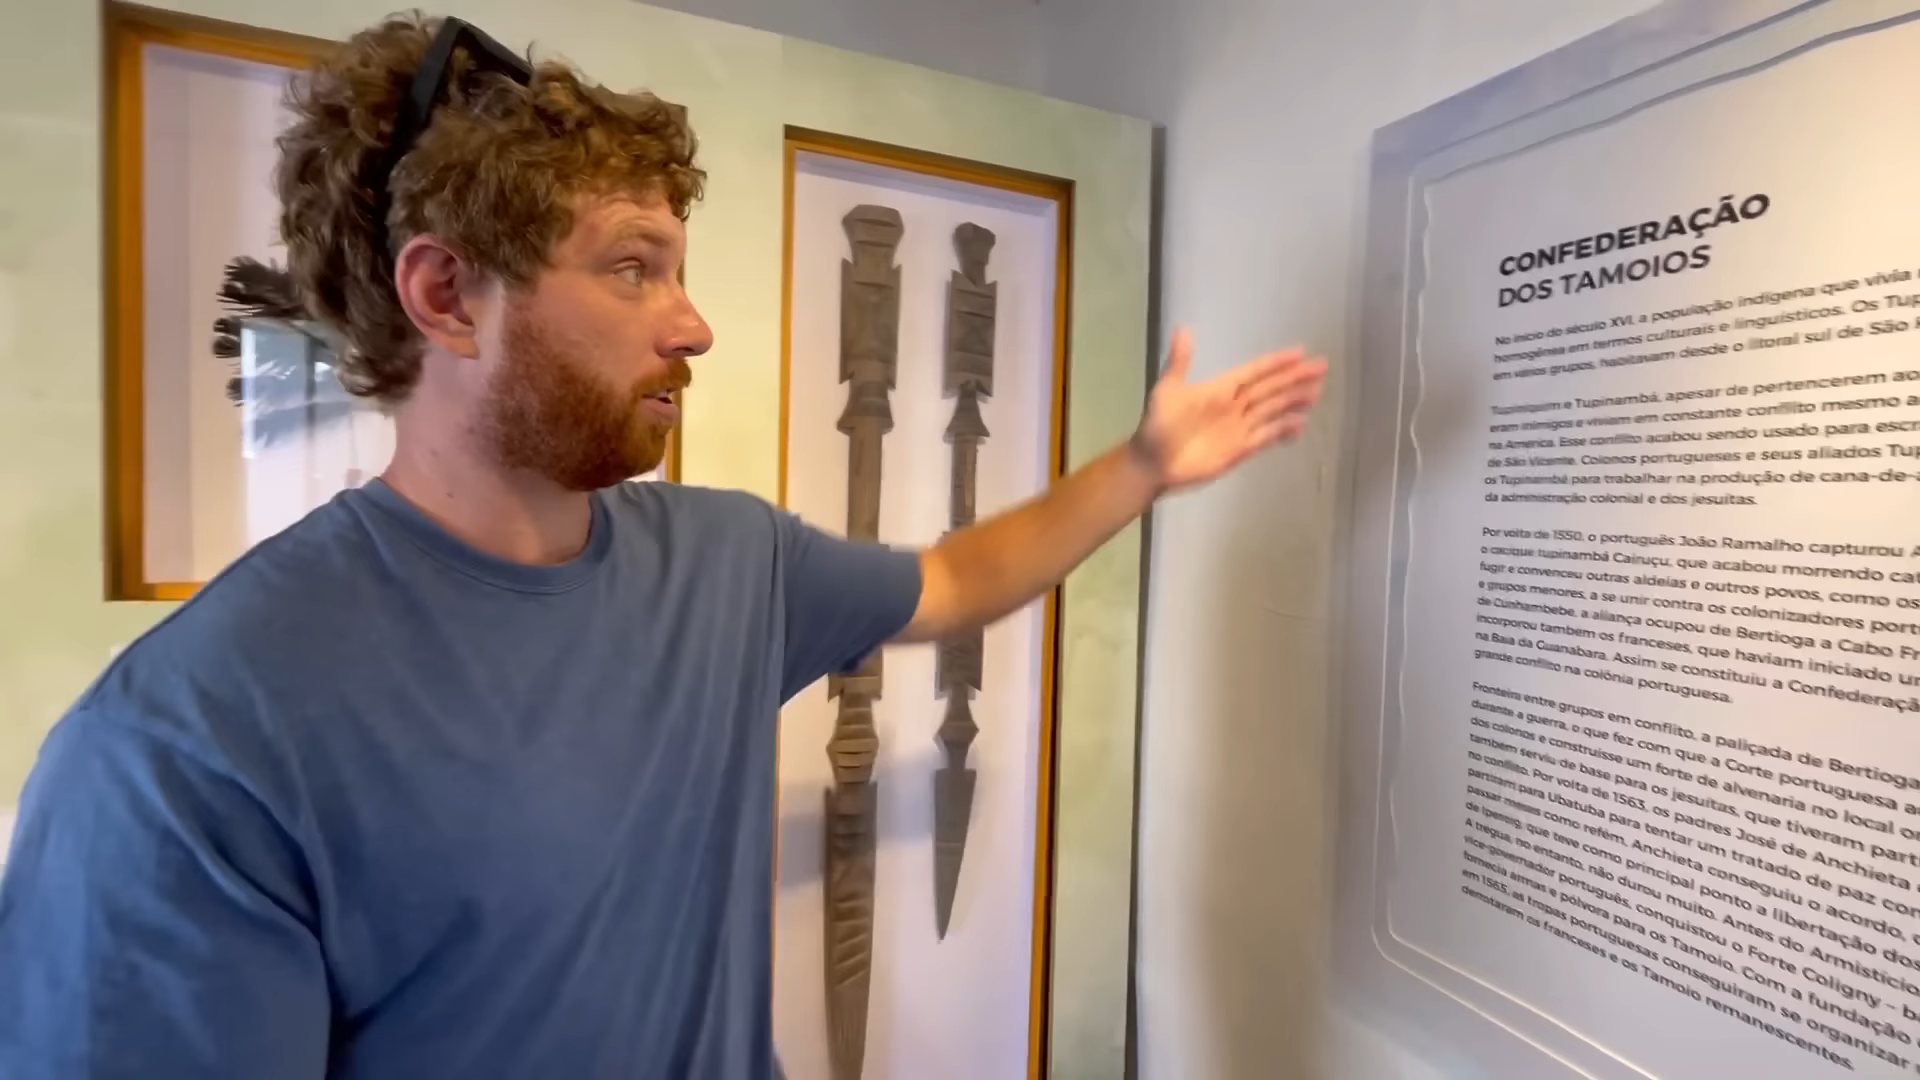 CONFEDERAÇÃO
DOS TAMOIOS
No início do século XVI, a população indígena que vivia
homogênea em termos culturais e linguísticos. Os Tup
em vários grupos, habitavam desde o litoral sul de São
Tupiniquim e Tupinambá, apesar de pertencerem ao
eram inimigos e viviam em constante conflito mesmo a
na América. Esse conflito acabou sendo usado para escr
de São Vicente. Colonos portugueses e seus aliados Tup
os Tupinambá para trabalhar na produção de cana-de-
da administração colonial e dos jesuítas.
Por volta de 1550, o português João Ramalho capturou
o cacique tupinambá Cairuçu, que acabou morrendo ca
fugir e convenceu outras aldeias e outros povos, como os
e grupos menores, a se unir contra os colonizadores port
de Cunhambebe, a aliança ocupou de Bertioga a Cabo Fr
incorporou também os franceses, que haviam iniciado u
na Baía da Guanabara. Assim se constituiu a Confederaçã
grande conflito na colônia portuguesa.
Fronteira entre grupos em conflito, a paliçada de Bertioga
durante a guerra, o que fez com que a Corte portuguesa a
dos colonos e construísse um forte de alvenaria no local o
também serviu de base para os jesuítas, que tiveram parti
no conflito. Por volta de 1563, os padres José de Anchieta
partiram para Ubatuba para tentar um tratado de paz com
passar meses como refém, Anchieta conseguiu o acordo,
de Iperoig, que teve como principal ponto a libertação dos
A trégua, no entanto, não durou muito. Antes do Armistício
vice-governador português, conquistou o Forte Coligny – b
fornecia armas e pólvora para os Tamoio. Com a fundação
em 1565, as tropas portuguesas conseguiram se organizar
derrotaram os franceses e os Tamoio remanescentes.